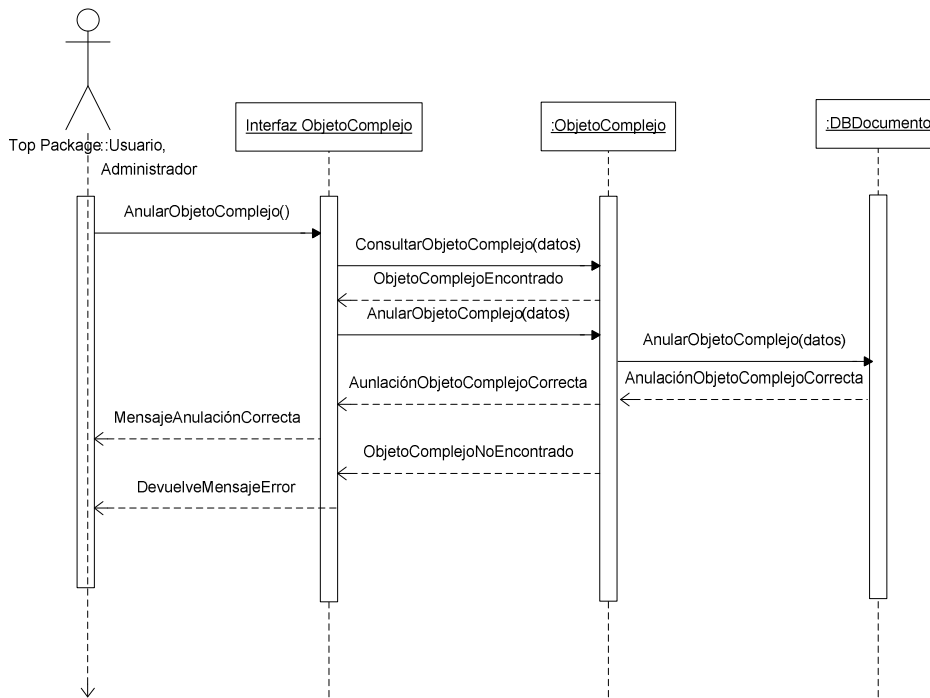 Interfaz ObjetoComplejo
:ObjetoComplejo
:DBDocumento
Top Package::Usuario,
Administrador
AnularObjetoComplejo()
ConsultarObjetoComplejo(datos)
ObjetoComplejoEncontrado
AnularObjetoComplejo(datos)
AnularObjetoComplejo(datos)
AunlaciónObjetoComplejoCorrecta
AnulaciónObjetoComplejoCorrecta
MensajeAnulaciónCorrecta
ObjetoComplejoNoEncontrado
DevuelveMensajeError